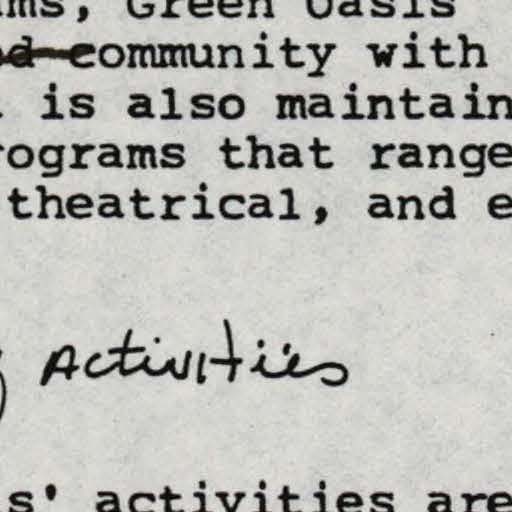 ms, Green Oasis
community with
is also maintain
rograms that range
theatrical, and e
Activities
s' activities are